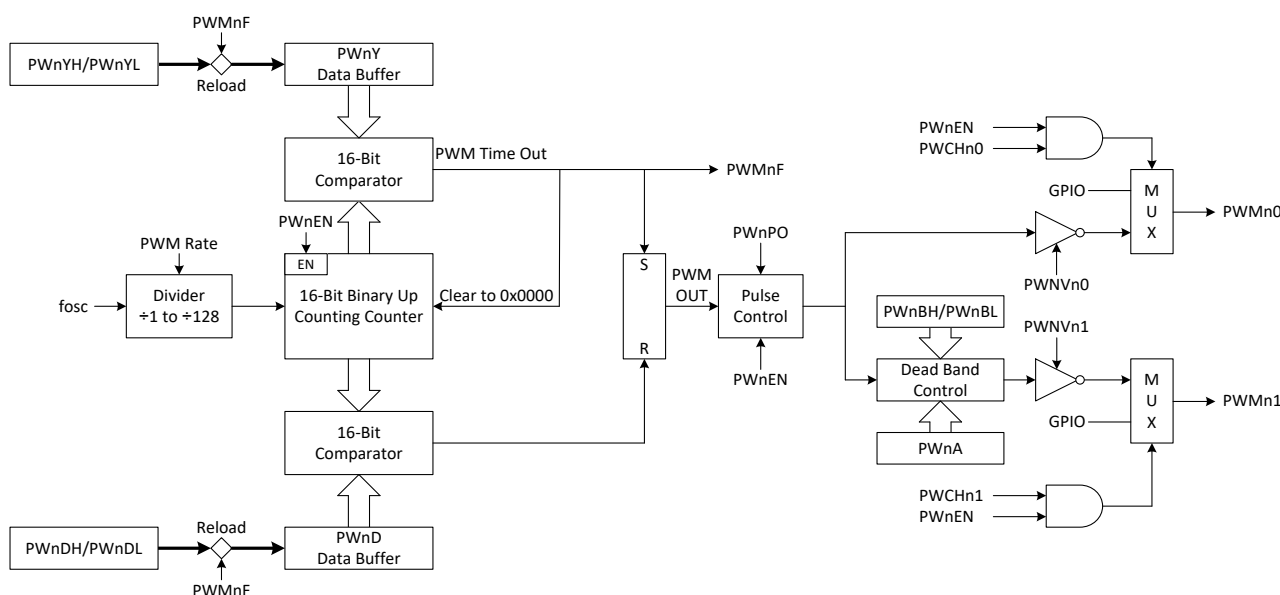 PWMnF
PWnYH/PWnYL
Reload
PWnY
Data Buffer
16-Bit
Comparator
PWM Time Out
PWMnF
PWnEN
PWM Rate
EN
fosc
Divider
÷1 to ÷128
16-Bit Binary Up
Counting Counter
Clear to 0x0000
S
R
PWM
OUT
PWnPO
Pulse
Control
PWnEN
16-Bit
Comparator
Reload
PWnDH/PWnDL
PWMnF
PWnD
Data Buffer
PWnEN
PWCHn0
GPIO
M
U
X
PWMn0
PWNVn0
PWnBH/PWnBL
PWNVn1
Dead Band
Control
PWnA
GPIO
M
U
X
PWMn1
PWCHn1
PWnEN